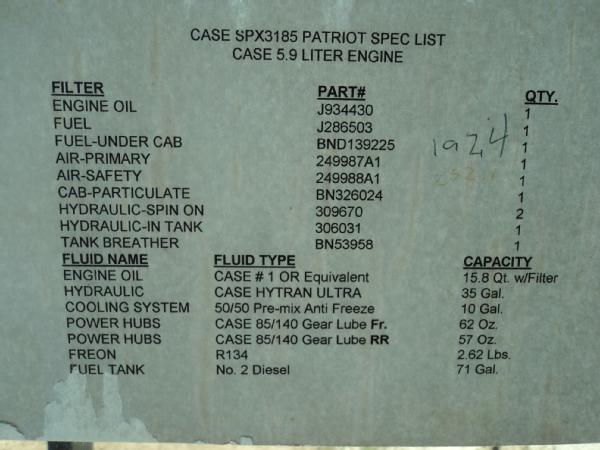 CASE SPX3185 PATRIOT SPEC LIST
CASE 5.9 LITER ENGINE
FILTER PART# QTY.
ENGINE OIL J934430 1
FUEL J286503 1
FUEL-UNDER CAB BND139225 1
AIR-PRIMARY 249987A1 1
AIR-SAFETY 249988A1 1
CAB-PARTICULATE BN326024 1
HYDRAULIC-SPIN ON 309670 2
HYDRAULIC-IN TANK 306031 1
TANK BREATHER BN53958 1
1924
FLUID NAME FLUID TYPE CAPACITY
ENGINE OIL CASE # 1 OR Equivalent 15.8 Qt. w/Filter
HYDRAULIC CASE HYTRAN ULTRA 35 Gal.
COOLING SYSTEM 50/50 Pre-mix Anti Freeze 10 Gal.
POWER HUBS CASE 85/140 Gear Lube Fr. 62 Oz.
POWER HUBS CASE 85/140 Gear Lube RR 57 Oz.
FREON R134 2.62 Lbs.
FUEL TANK No. 2 Diesel 71 Gal.